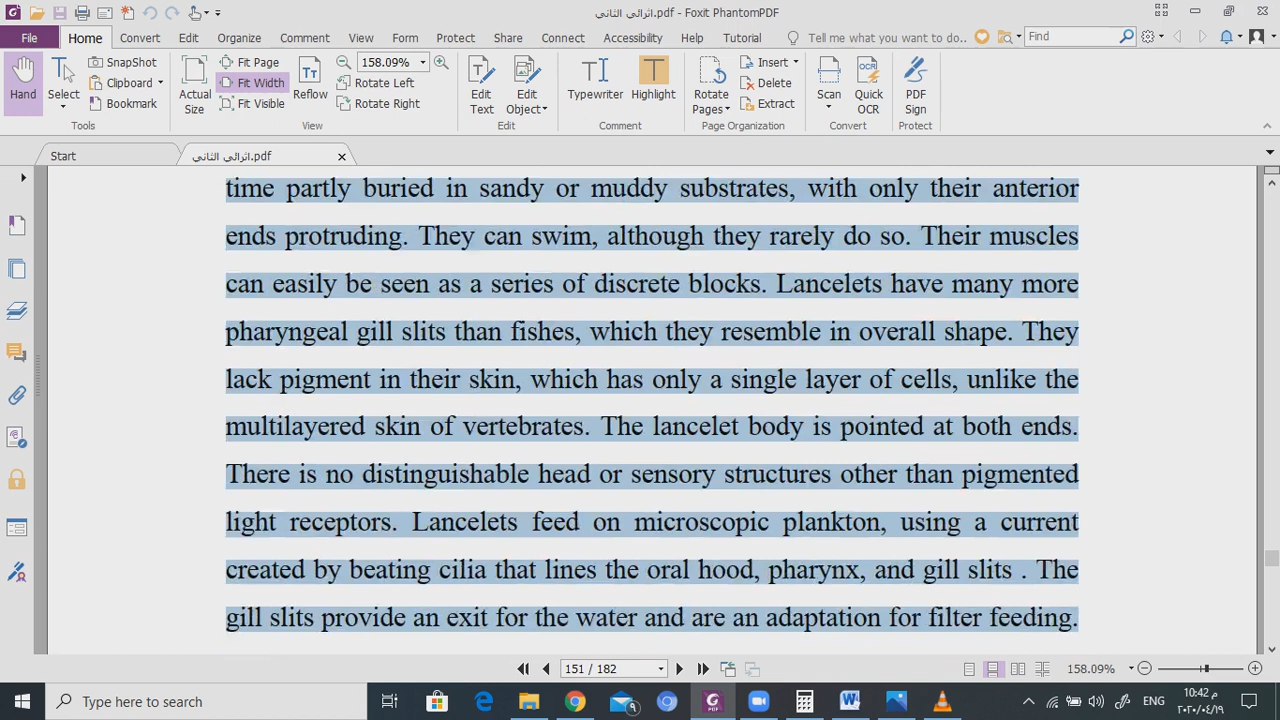 اثرائي الثاني.pdf - Foxit PhantomPDF
File Home Convert Edit Organize Comment View Form Protect Share Connect Accessibility Help Tutorial Tell me what you want to do.. Find
Hand
Select
SnapShot
Clipboard
Bookmark
Tools
Actual Size
Fit Page
Fit Width
Fit Visible
Reflow
158.09%
Rotate Left
Rotate Right
View
Edit Text
Edit Object
Edit
Typewriter
Highlight
Comment
Rotate Pages
Insert
Delete
Extract
Page Organization
Scan
Quick OCR
Convert
PDF Sign
Protect
Start
اثرائي الثاني.pdf
time partly buried in sandy or muddy substrates, with only their anterior
ends protruding. They can swim, although they rarely do so. Their muscles
can easily be seen as a series of discrete blocks. Lancelets have many more
pharyngeal gill slits than fishes, which they resemble in overall shape. They
lack pigment in their skin, which has only a single layer of cells, unlike the
multilayered skin of vertebrates. The lancelet body is pointed at both ends.
There is no distinguishable head or sensory structures other than pigmented
light receptors. Lancelets feed on microscopic plankton, using a current
created by beating cilia that lines the oral hood, pharynx, and gill slits . The
gill slits provide an exit for the water and are an adaptation for filter feeding.
151 / 182
158.09%
Type here to search
ENG
10:42 م
٢٠٢٠/٠٤/١٩